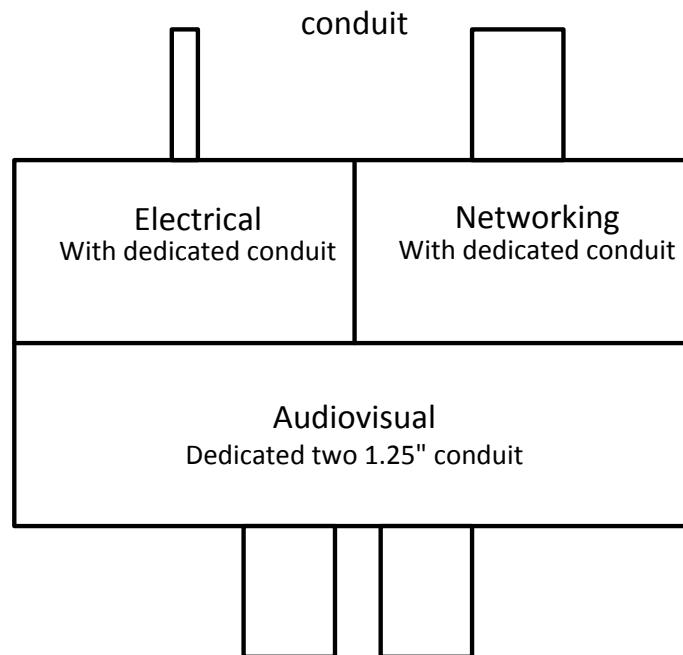 conduit
Electrical
With dedicated conduit
Networking
With dedicated conduit
Audiovisual
Dedicated two 1.25" conduit